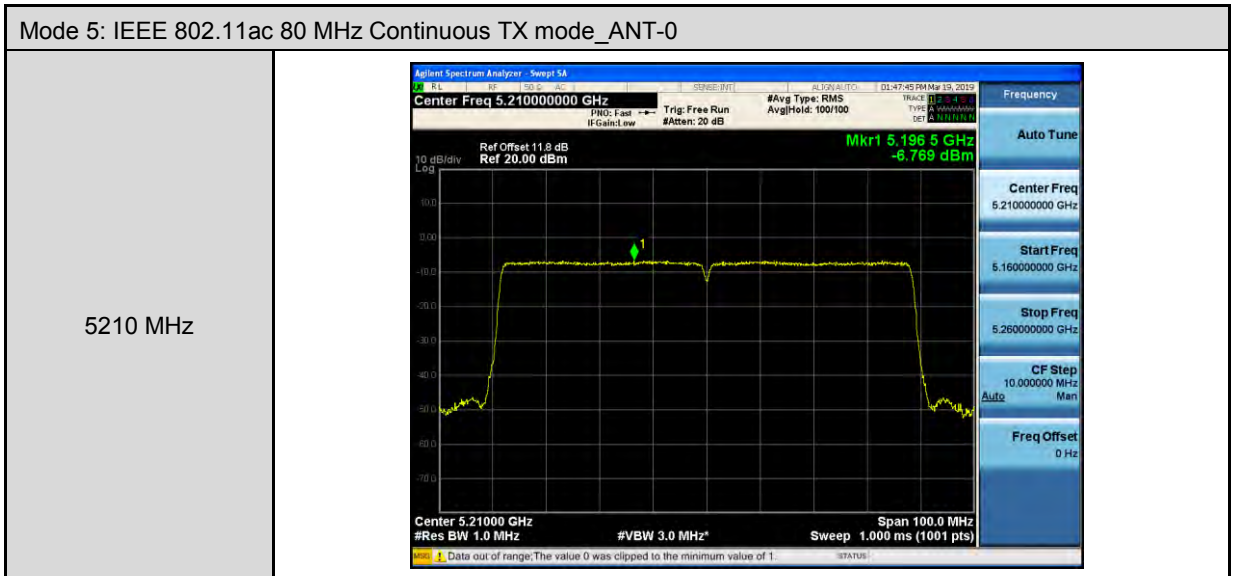 Mode 5: IEEE 802.11ac 80 MHz Continuous TX mode_ANT-0
5210 MHz
Agilent Spectrum Analyzer - Swept SA
RL RF 50 Ω AC SENSE:INT ALIGN AUTO 01:47:45 PM Mar 19, 2019
Center Freq 5.210000000 GHz
PNO: Fast
IFGain:Low
Trig: Free Run
#Atten: 20 dB
#Avg Type: RMS
Avg|Hold: 100/100
TRACE 1 2 3 4 5 6
TYPE A
DET A N N N N N
Mkr1 5.196 5 GHz
-6.769 dBm
Ref Offset 11.8 dB
10 dB/div Ref 20.00 dBm
Log
10.0
0.00
-10.0
-20.0
-30.0
-40.0
-50.0
-60.0
-70.0
1
Center 5.21000 GHz Span 100.0 MHz
#Res BW 1.0 MHz #VBW 3.0 MHz* Sweep 1.000 ms (1001 pts)
MSG Data out of range;The value 0 was clipped to the minimum value of 1. STATUS
Frequency
Auto Tune
Center Freq
5.210000000 GHz
Start Freq
5.160000000 GHz
Stop Freq
5.260000000 GHz
CF Step
10.000000 MHz
Auto Man
Freq Offset
0 Hz